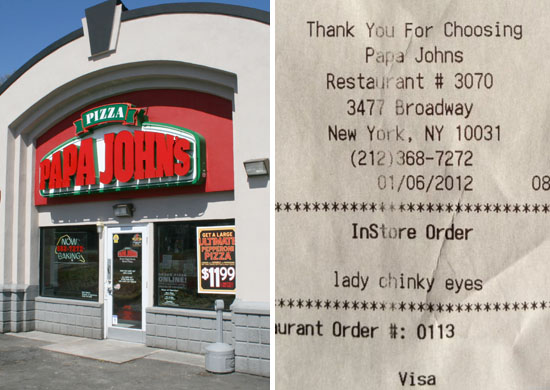 PIZZA
PAPA JOHNS
NOW
BAKING
GET A LARGE
ULTIMATE
PEPPERONI
PIZZA
$11.99
ONLINE!
Thank You For Choosing
Papa Johns
Restaurant # 3070
3477 Broadway
New York, NY 10031
(212)368-7272
01/06/2012 08
**********************
InStore Order
lady chinky eyes
**********************
urant Order #: 0113
Visa